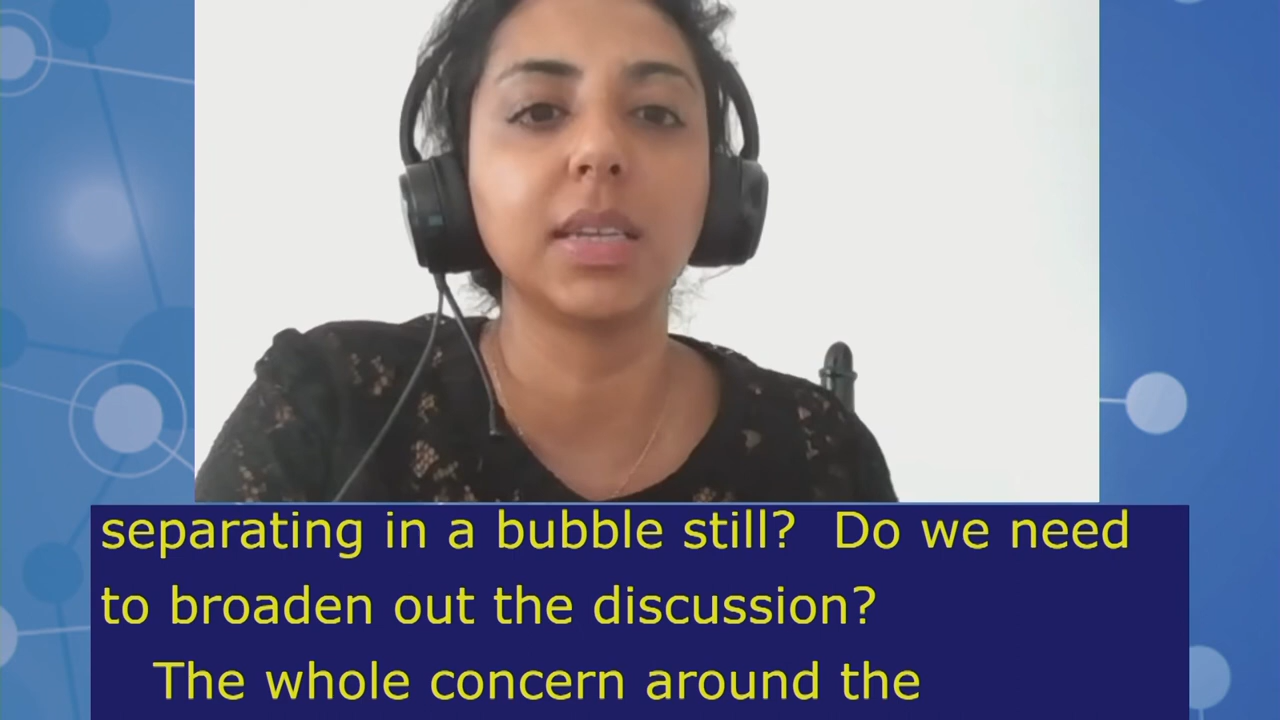 separating in a bubble still?  Do we need
to broaden out the discussion?
The whole concern around the